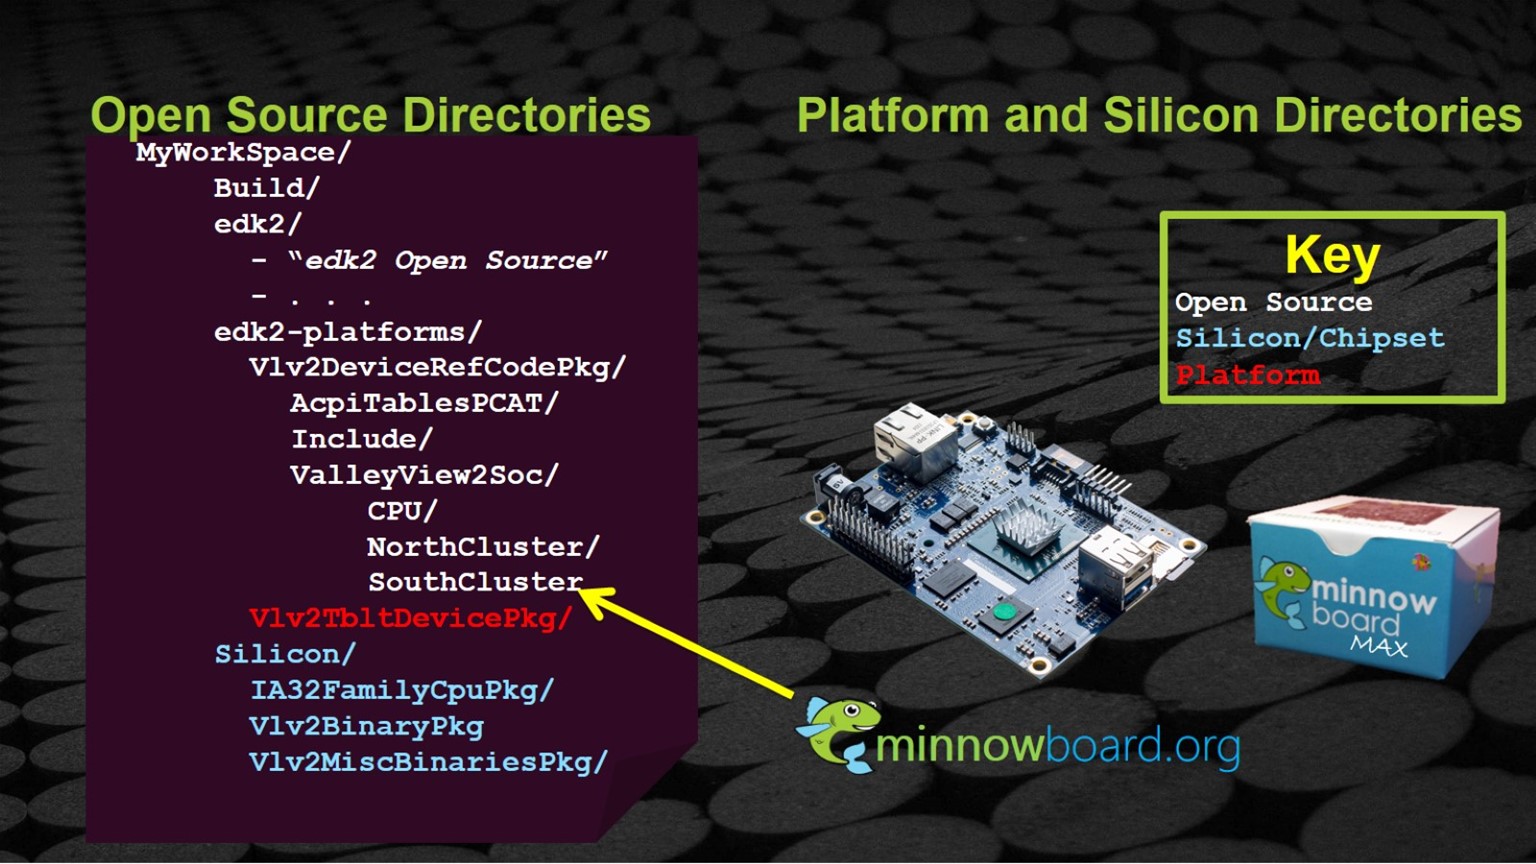 Open Source Directories
MyWorkSpace/
Build/
edk2/
- “edk2 Open Source”
- . . .
edk2-platforms/
Vlv2DeviceRefCodePkg/
AcpiTablesPCAT/
Include/
ValleyView2Soc/
CPU/
NorthCluster/
SouthCluster
Vlv2TbltDevicePkg/
Silicon/
IA32FamilyCpuPkg/
Vlv2BinaryPkg
Vlv2MiscBinariesPkg/
Platform and Silicon Directories
Key
Open Source
Silicon/Chipset
Platform
minnow
board
MAX
minnowboard.org